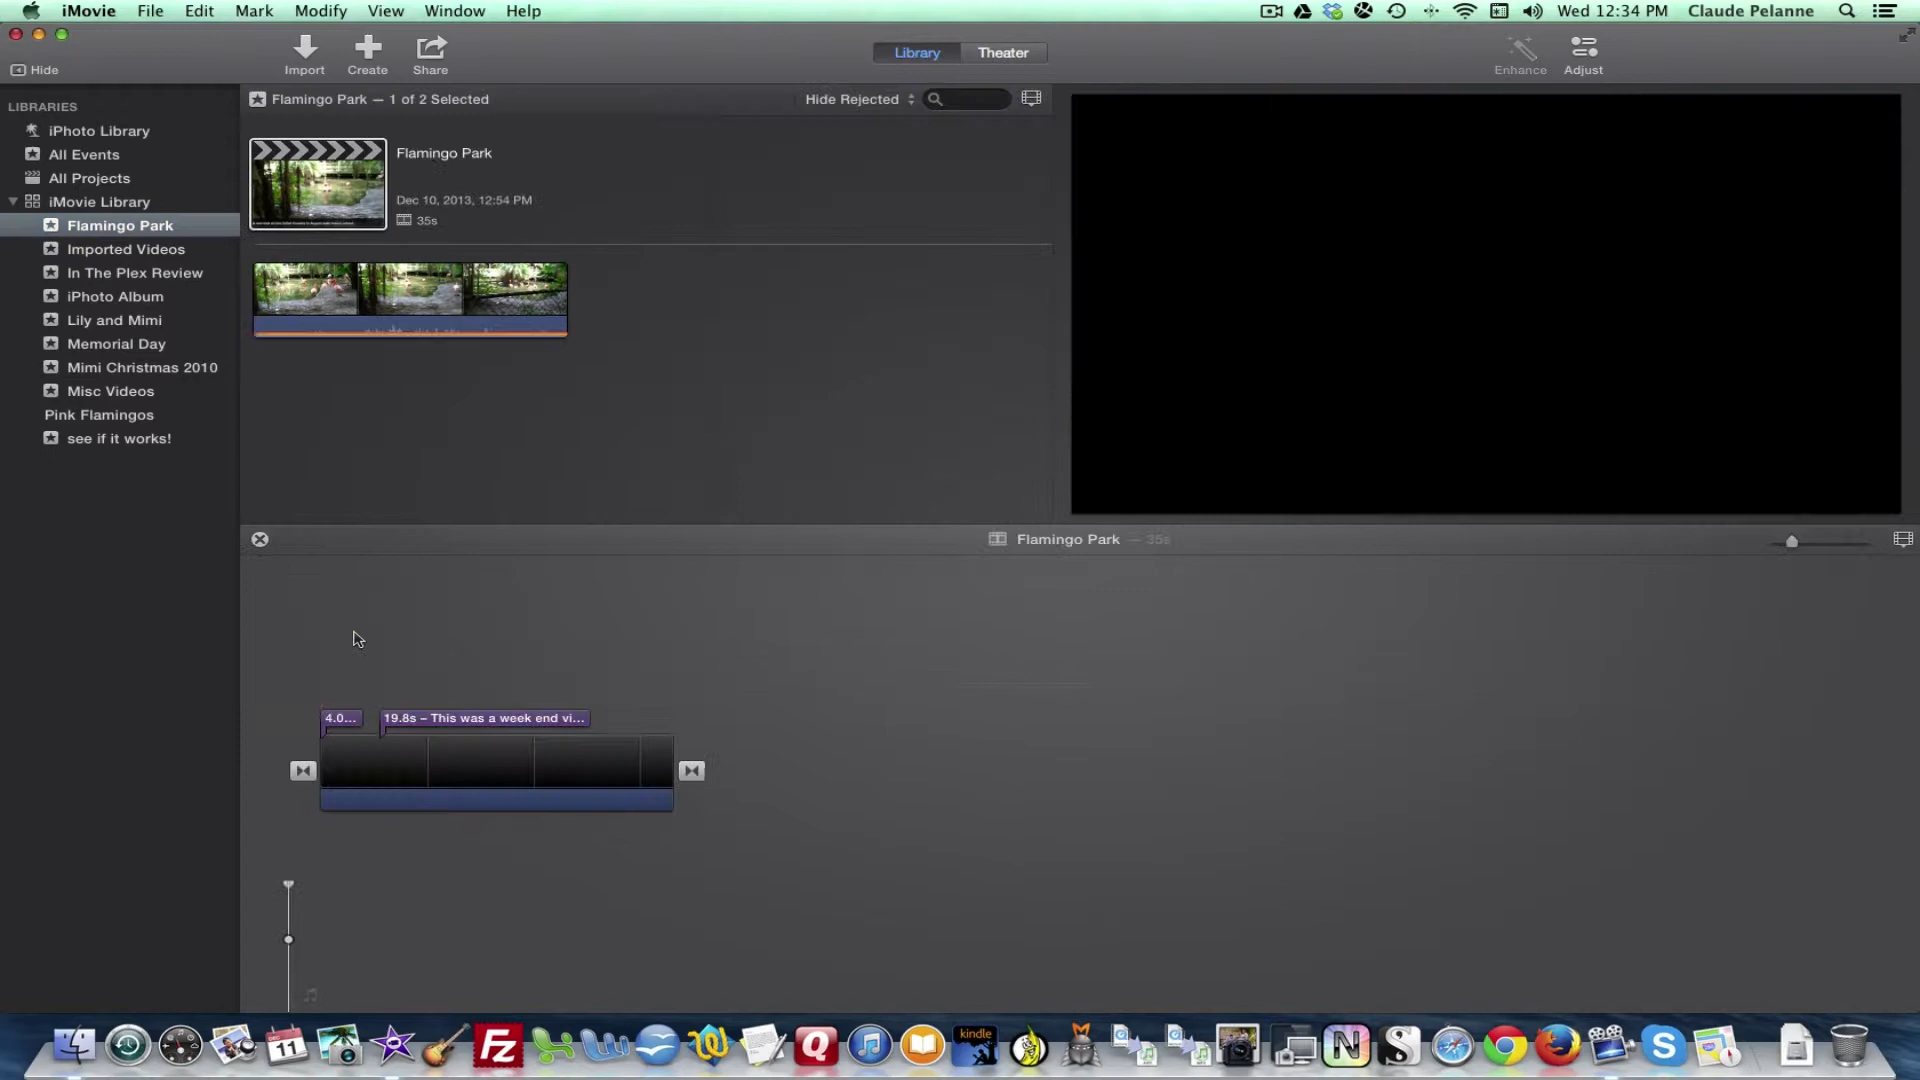 iMovie File Edit Mark Modify View Window Help
Wed 12:34 PM Claude Pelanne
Hide
Import Create Share
Library Theater
Enhance Adjust
LIBRARIES
iPhoto Library
All Events
All Projects
iMovie Library
Flamingo Park
Imported Videos
In The Plex Review
iPhoto Album
Lily and Mimi
Memorial Day
Mimi Christmas 2010
Misc Videos
Pink Flamingos
see if it works!
Flamingo Park — 1 of 2 Selected
Hide Rejected
Flamingo Park
Dec 10, 2013, 12:54 PM
35s
Flamingo Park — 35s
4.0...
19.8s – This was a week end vi...
11
FZ
kindle
N
S
S